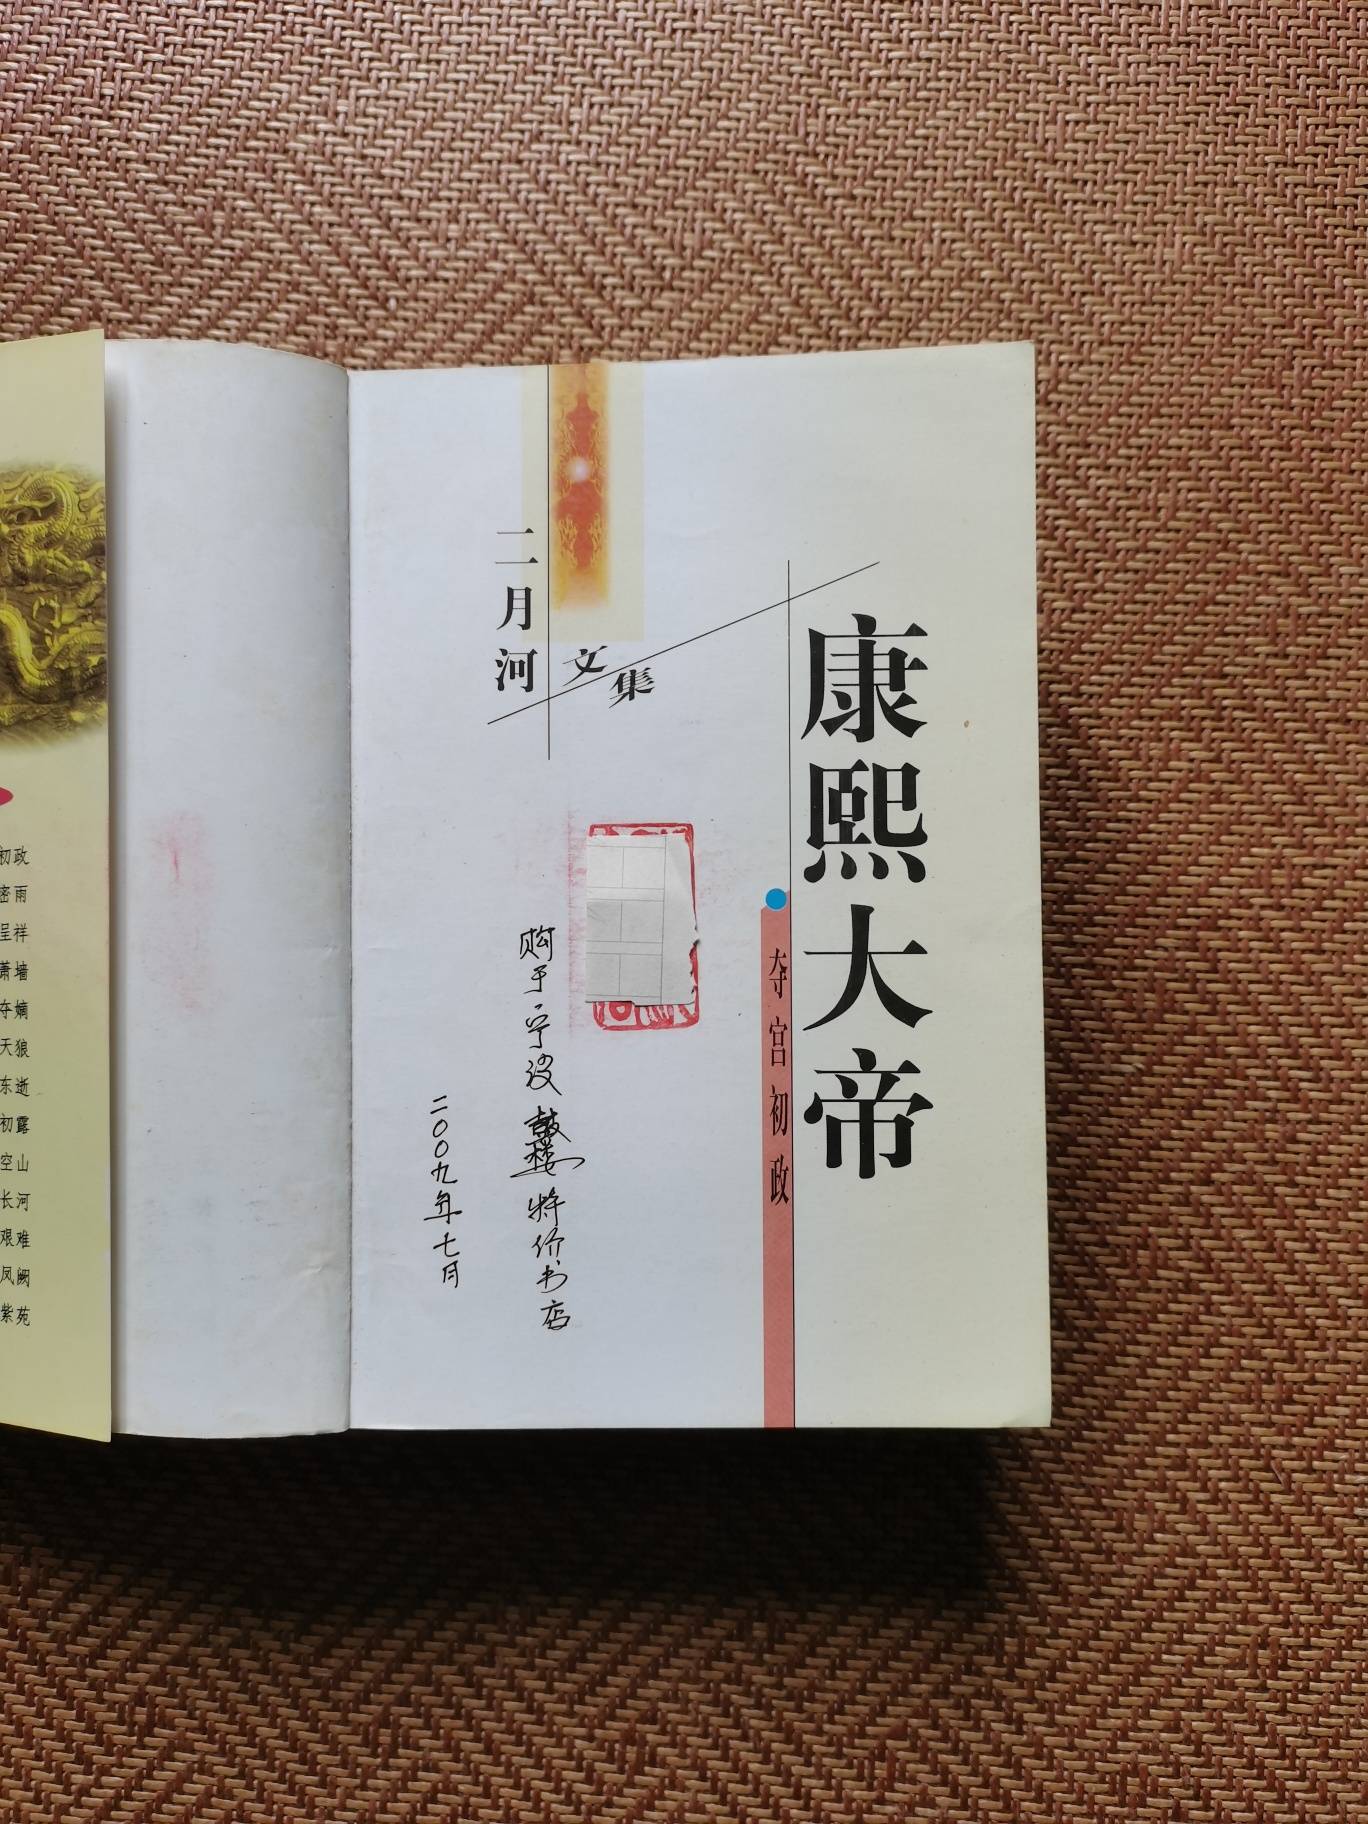 二月河
文集
康熙大帝
夺宫初政
购于·宁波鼓楼特价书店
二〇〇九年七月
初政
密雨
呈祥
萧墙
夺嫡
天狼
东逝
初露
空山
长河
艰难
凤阙
紫苑